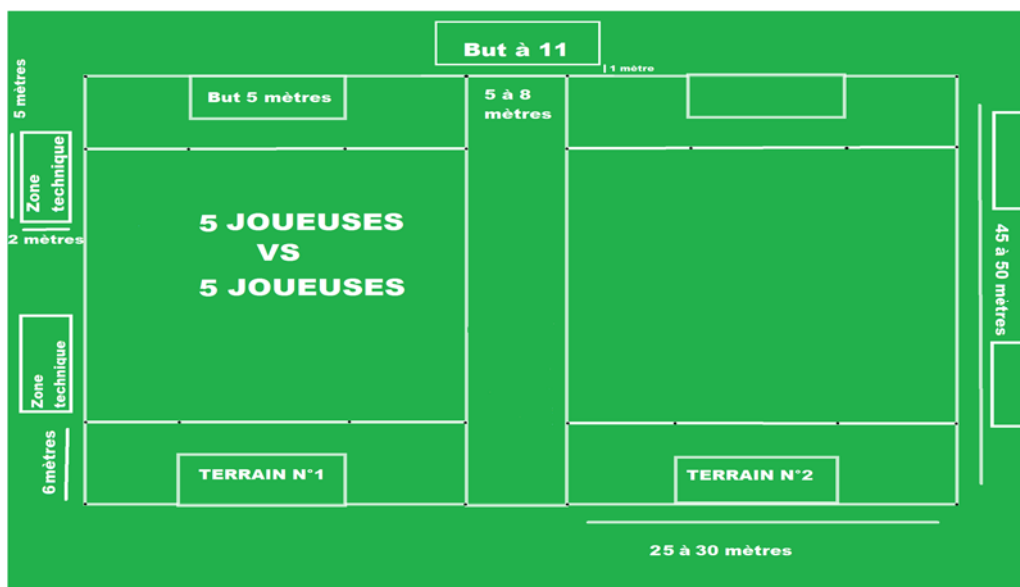 But à 11
1 mètre
5 mètres
But 5 mètres
5 à 8
mètres
Zone
technique
2 mètres
5 JOUEUSES
VS
5 JOUEUSES
45 à 50 mètres
Zone
technique
6 mètres
TERRAIN N°1
TERRAIN N°2
25 à 30 mètres